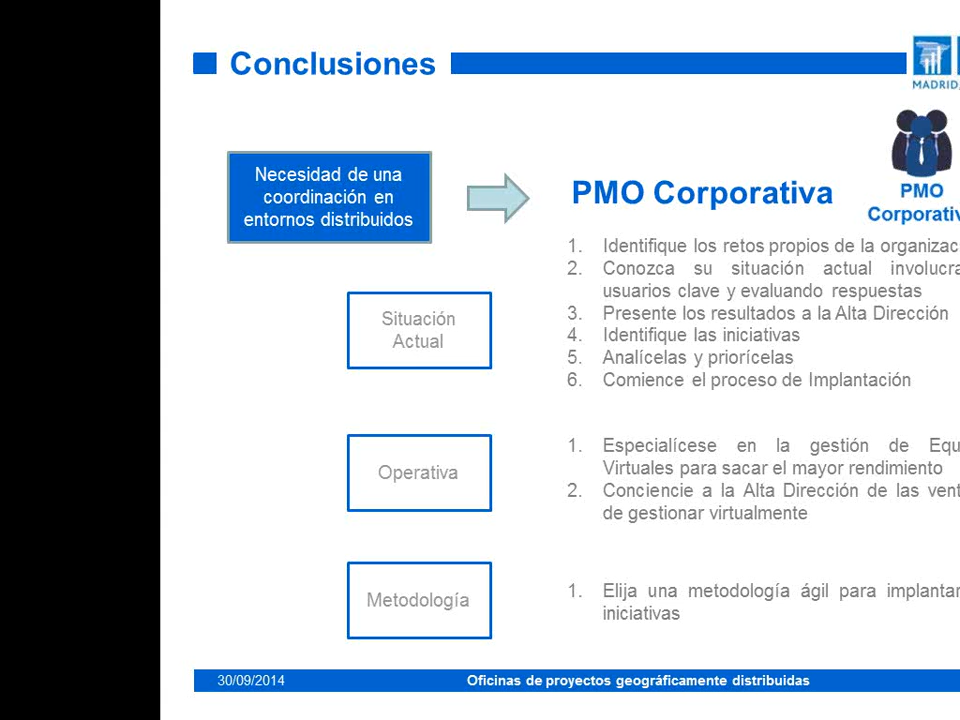 Conclusiones
Necesidad de una
coordinación en
entornos distribuidos
PMO Corporativa
PMO
1. Identifique los retos propios de la
2. Conozca su situación actual
usuarios clave y evaluando respuestas
3. Presente los resultados a la Alta Dirección
4. Identifique las iniciativas
5. Analícelas y priorícelas
6. Comience el proceso de Implantación
Situación
Actual
Operativa
1. Especialícese en la gestión de
Virtuales para sacar el mayor rendimiento
2. Conciencie a la Alta Dirección de las
de gestionar virtualmente
Metodología
1. Elija una metodología ágil para
iniciativas
MADRID,
30/09/2014
Oficinas de proyectos geográficamente distribuidas